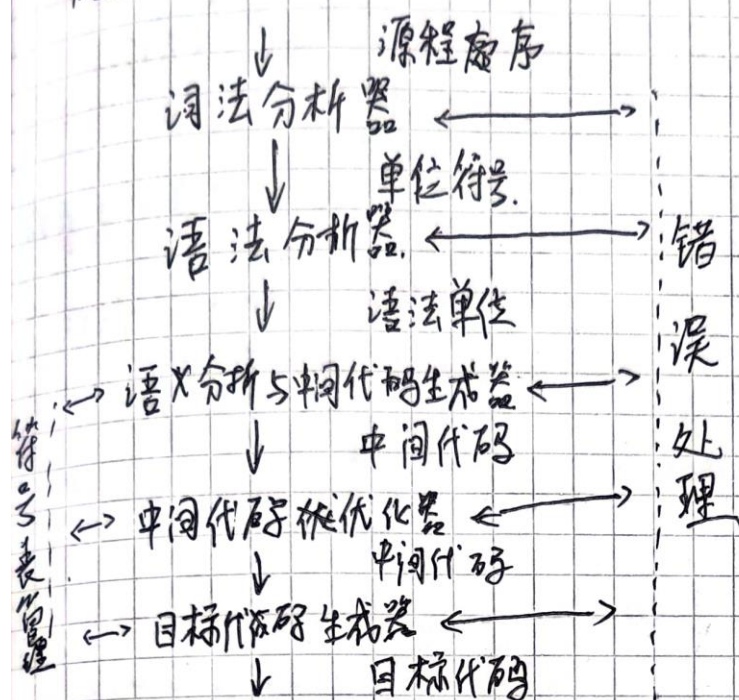 源程序
词法分析器
单位符号.
语法分析器.
语法单位
语义分析与中间代码生成器
中间代码
中间代码优化器
中间代码
目标代码生成器
目标代码
错误处理
符号表管理